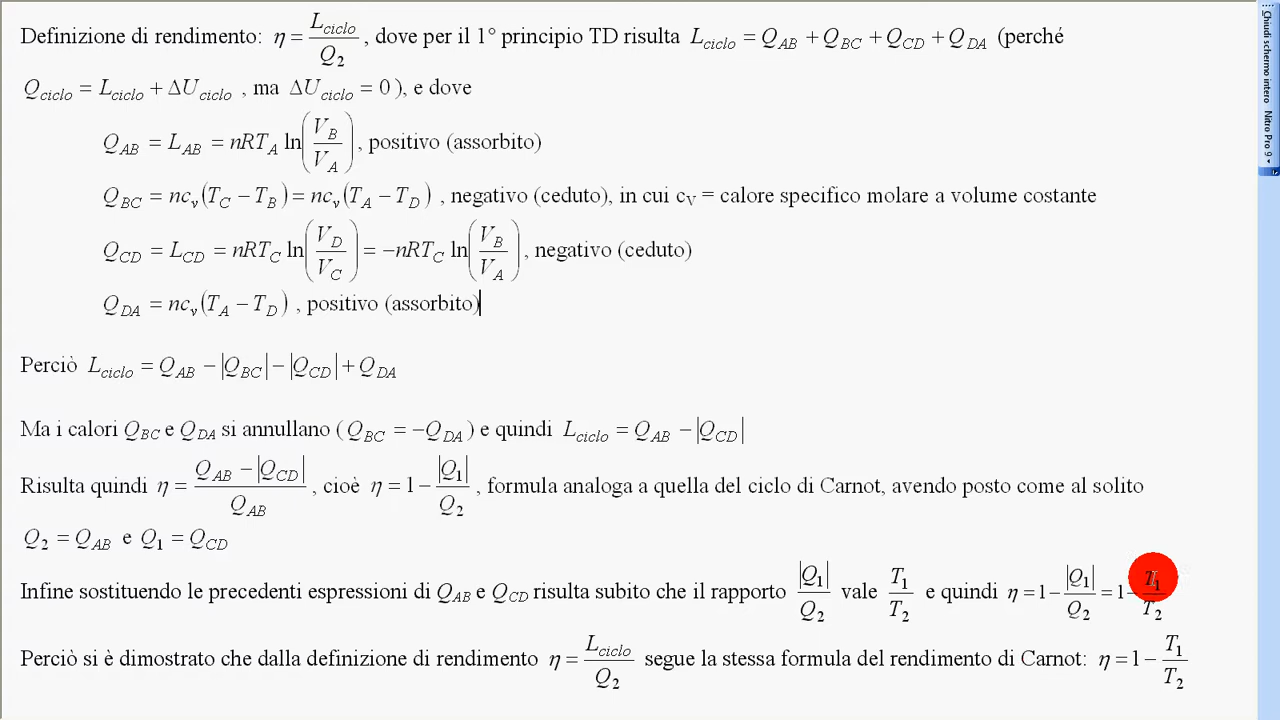 Definizione di rendimento: η = L_ciclo / Q_2 , dove per il 1° principio TD risulta L_ciclo = Q_AB + Q_BC + Q_CD + Q_DA (perché
Q_ciclo = L_ciclo + ΔU_ciclo , ma ΔU_ciclo = 0 ), e dove
Q_AB = L_AB = nRT_A ln(V_B / V_A) , positivo (assorbito)
Q_BC = nc_v(T_C − T_B) = nc_v(T_A − T_D) , negativo (ceduto), in cui c_V = calore specifico molare a volume costante
Q_CD = L_CD = nRT_C ln(V_D / V_C) = −nRT_C ln(V_B / V_A) , negativo (ceduto)
Q_DA = nc_v(T_A − T_D) , positivo (assorbito)
Perciò L_ciclo = Q_AB − |Q_BC| − |Q_CD| + Q_DA
Ma i calori Q_BC e Q_DA si annullano ( Q_BC = −Q_DA ) e quindi L_ciclo = Q_AB − |Q_CD|
Risulta quindi η = (Q_AB − |Q_CD|) / Q_AB , cioè η = 1 − |Q_1| / Q_2 , formula analoga a quella del ciclo di Carnot, avendo posto come al solito
Q_2 = Q_AB e Q_1 = Q_CD
Infine sostituendo le precedenti espressioni di Q_AB e Q_CD risulta subito che il rapporto |Q_1| / Q_2 vale T_1 / T_2 e quindi η = 1 − |Q_1| / Q_2 = 1 − T_1 / T_2
Perciò si è dimostrato che dalla definizione di rendimento η = L_ciclo / Q_2 segue la stessa formula del rendimento di Carnot: η = 1 − T_1 / T_2
Chiudi schermo intero Nitro Pro 9